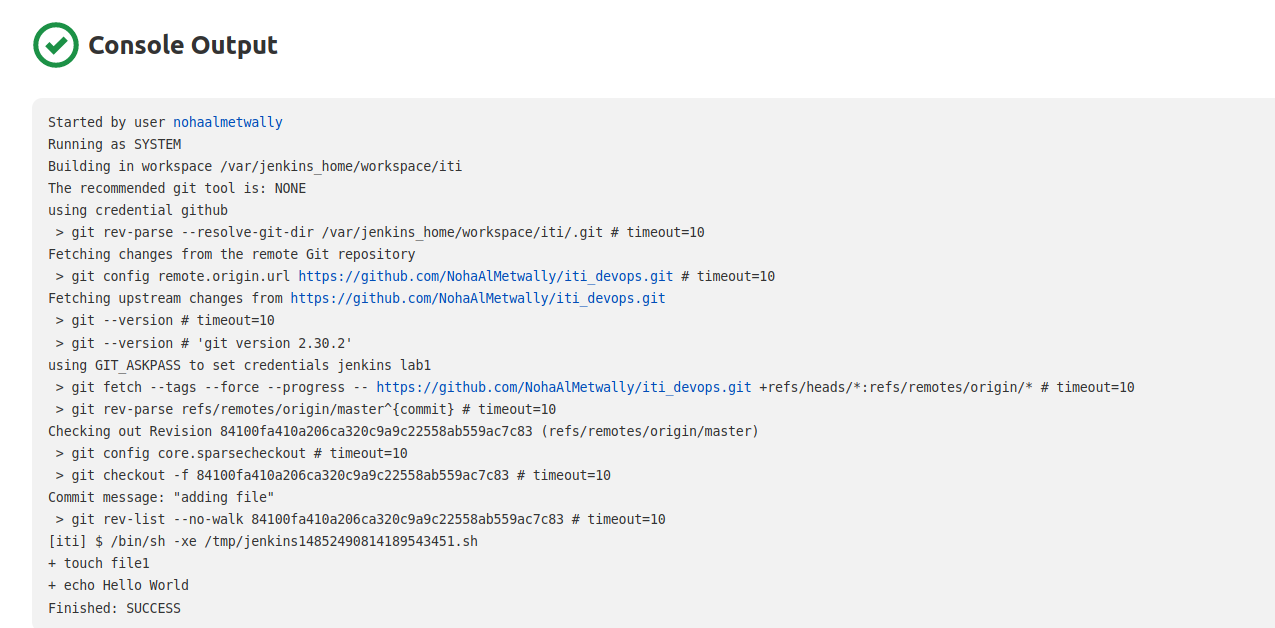 Console Output
Started by user nohaalmetwally
Running as SYSTEM
Building in workspace /var/jenkins_home/workspace/iti
The recommended git tool is: NONE
using credential github
 > git rev-parse --resolve-git-dir /var/jenkins_home/workspace/iti/.git # timeout=10
Fetching changes from the remote Git repository
 > git config remote.origin.url https://github.com/NohaAlMetwally/iti_devops.git # timeout=10
Fetching upstream changes from https://github.com/NohaAlMetwally/iti_devops.git
 > git --version # timeout=10
 > git --version # 'git version 2.30.2'
using GIT_ASKPASS to set credentials jenkins lab1
 > git fetch --tags --force --progress -- https://github.com/NohaAlMetwally/iti_devops.git +refs/heads/*:refs/remotes/origin/* # timeout=10
 > git rev-parse refs/remotes/origin/master^{commit} # timeout=10
Checking out Revision 84100fa410a206ca320c9a9c22558ab559ac7c83 (refs/remotes/origin/master)
 > git config core.sparsecheckout # timeout=10
 > git checkout -f 84100fa410a206ca320c9a9c22558ab559ac7c83 # timeout=10
Commit message: "adding file"
 > git rev-list --no-walk 84100fa410a206ca320c9a9c22558ab559ac7c83 # timeout=10
[iti] $ /bin/sh -xe /tmp/jenkins14852490814189543451.sh
+ touch file1
+ echo Hello World
Finished: SUCCESS